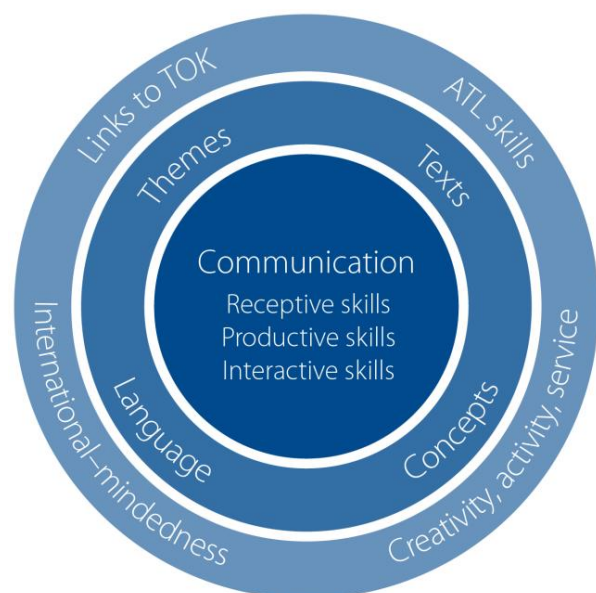 Links to TOK
ATL skills
Themes
Texts
Communication
Receptive skills
Productive skills
Interactive skills
Language
Concepts
International–mindedness
Creativity, activity, service